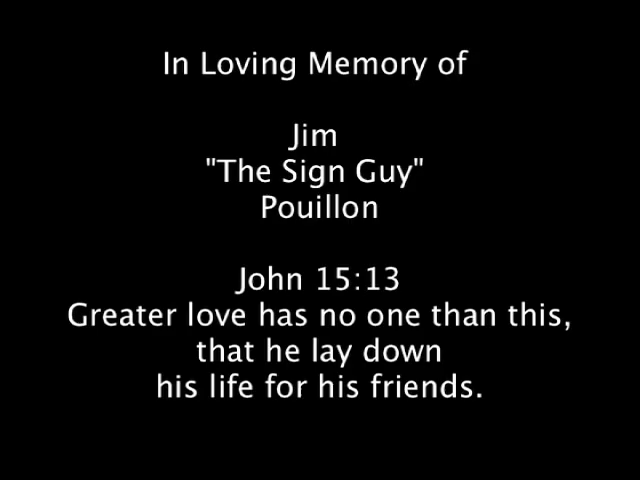 In Loving Memory of
Jim
"The Sign Guy"
Pouillon
John 15:13
Greater love has no one than this,
that he lay down
his life for his friends.